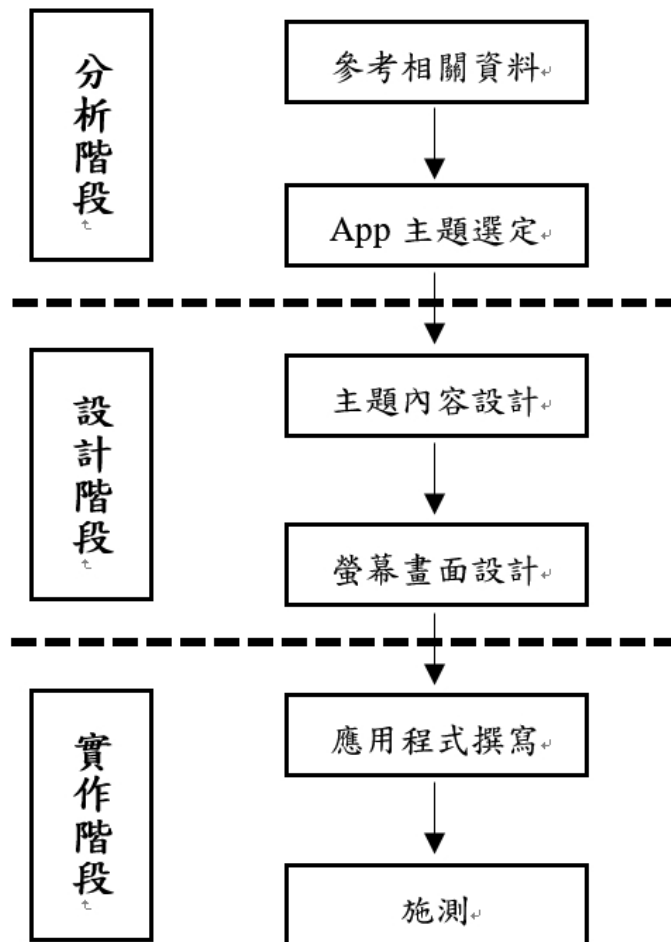 分析階段
參考相關資料
App 主題選定
設計階段
主題內容設計
螢幕畫面設計
實作階段
應用程式撰寫
施測